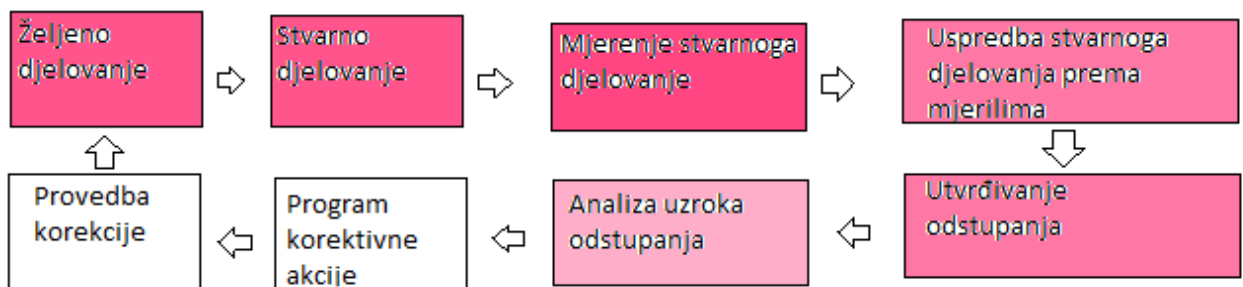 Željeno
djelovanje
Stvarno
djelovanje
Mjerenje stvarnoga
djelovanje
Uspredba stvarnoga
djelovanja prema
mjerilima
Utvrđivanje
odstupanja
Analiza uzroka
odstupanja
Program
korektivne
akcije
Provedba
korekcije